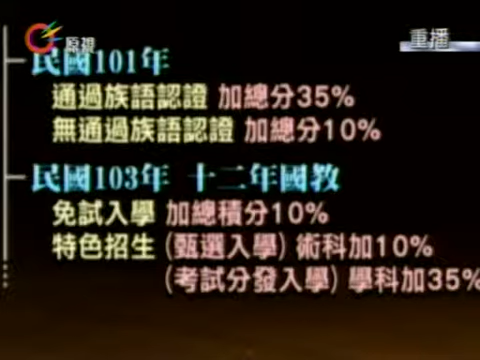 原視
重播
民國101年
通過族語認證 加總分35%
無通過族語認證 加總分10%
民國103年 十二年國教
免試入學 加總積分10%
特色招生 (甄選入學) 術科加10%
(考試分發入學) 學科加35%